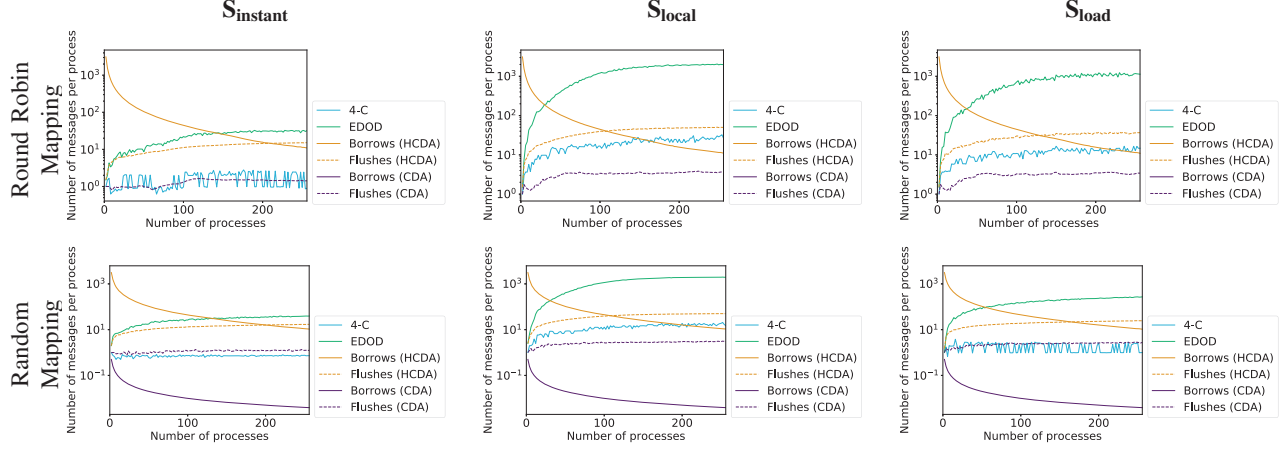 S_instant
S_local
S_load
Round Robin
Mapping
Number of messages per process
10^3
10^2
10^1
10^0
0
100
200
Number of processes
4-C
EDOD
Borrows (HCDA)
Flushes (HCDA)
Borrows (CDA)
Flushes (CDA)
Number of messages per process
10^3
10^2
10^1
10^0
0
100
200
Number of processes
4-C
EDOD
Borrows (HCDA)
Flushes (HCDA)
Borrows (CDA)
Flushes (CDA)
Number of messages per process
10^3
10^2
10^1
10^0
0
100
200
Number of processes
4-C
EDOD
Borrows (HCDA)
Flushes (HCDA)
Borrows (CDA)
Flushes (CDA)
Random
Mapping
Number of messages per process
10^3
10^1
10^−1
0
100
200
Number of processes
4-C
EDOD
Borrows (HCDA)
Flushes (HCDA)
Borrows (CDA)
Flushes (CDA)
Number of messages per process
10^3
10^1
10^−1
0
100
200
Number of processes
4-C
EDOD
Borrows (HCDA)
Flushes (HCDA)
Borrows (CDA)
Flushes (CDA)
Number of messages per process
10^3
10^1
10^−1
0
100
200
Number of processes
4-C
EDOD
Borrows (HCDA)
Flushes (HCDA)
Borrows (CDA)
Flushes (CDA)